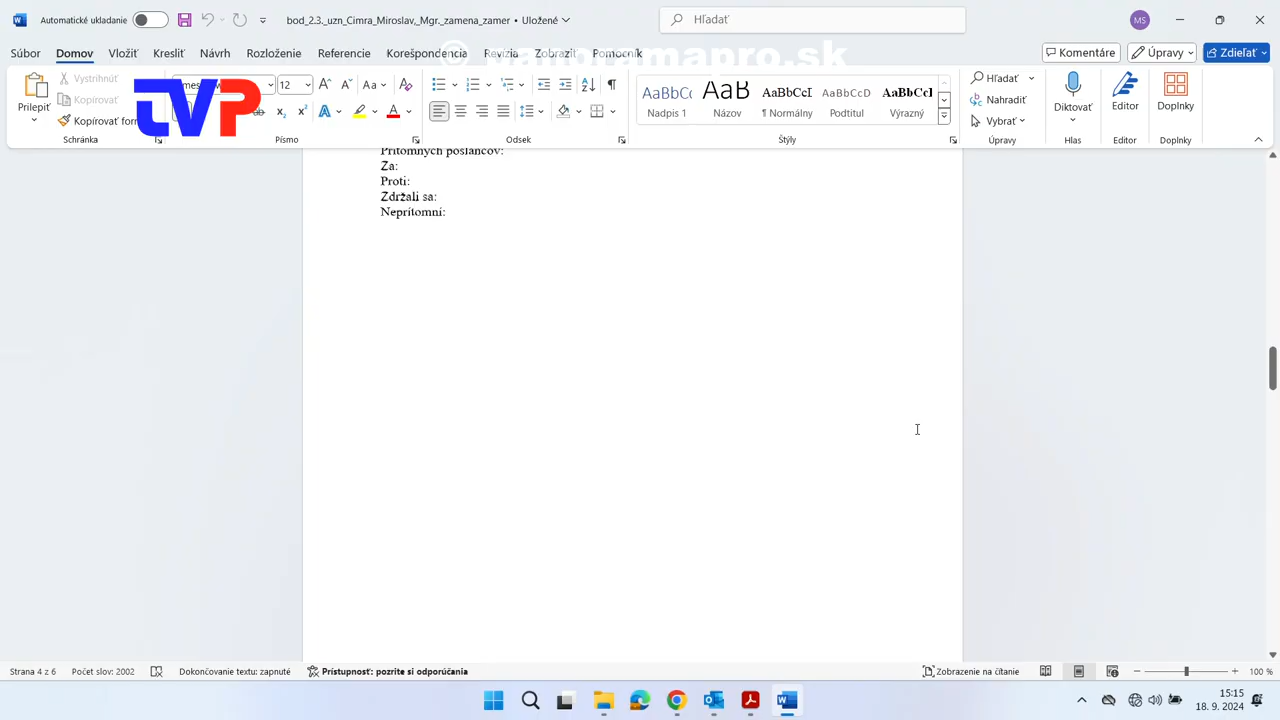 Automatické ukladanie
bod_2.3._uzn_Cimra_Miroslav,_Mgr._zamena_zamer • Uložené
Hľadať
MS
Súbor Domov Vložiť Kresliť Návrh Rozloženie Referencie Korešpondencia Revízia Zobraziť Pomocník
Komentáre Úpravy Zdieľať
© panoramapro.sk
TVP
Prilepiť
Vystrihnúť
Kopírovať
Kopírovať form
Schránka
12
Písmo
Odsek
AaBbCc AaB AaBbCcI AaBbCcD AaBbCcI
Nadpis 1 Názov ¶ Normálny Podtitul Výrazný
Štýly
Hľadať
Nahradiť
Vybrať
Úpravy
Diktovať
Hlas
Editor
Editor
Doplnky
Doplnky
Prítomných poslancov:
Za:
Proti:
Zdržali sa:
Neprítomní:
Strana 4 z 6 Počet slov: 2002 Dokončovanie textu: zapnuté Prístupnosť: pozrite si odporúčania Zobrazenie na čítanie 100 %
15:15
18. 9. 2024